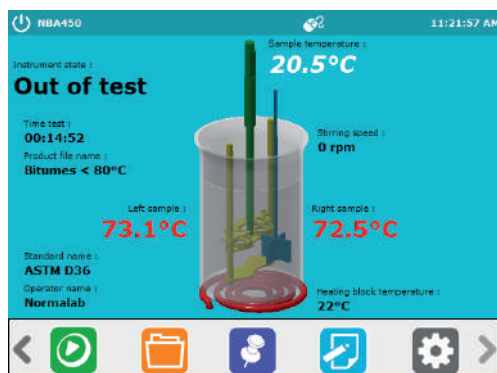 NBA450
11:21:57 AM
Sample temperature :
20.5°C
Instrument state :
Out of test
Time test :
00:14:52
Product file name :
Bitumes < 80°C
Stirring speed :
0 rpm
Left sample :
73.1°C
Right sample :
72.5°C
Standard name :
ASTM D36
Operator name :
Normalab
Heating block temperature :
22°C